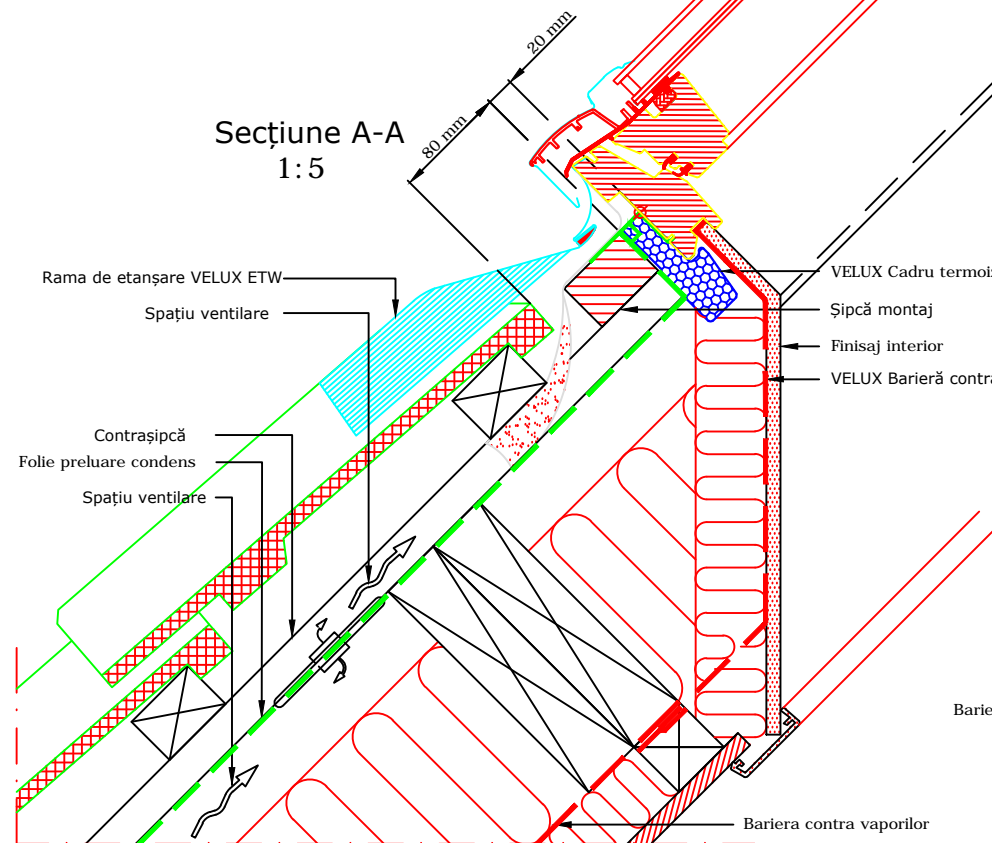 20 mm
80 mm
Secțiune A-A
1:5
Rama de etanșare VELUX ETW
Spațiu ventilare
Contrașipcă
Folie preluare condens
Spațiu ventilare
VELUX Cadru termoiz
Șipcă montaj
Finisaj interior
VELUX Barieră contra
Barie
Bariera contra vaporilor